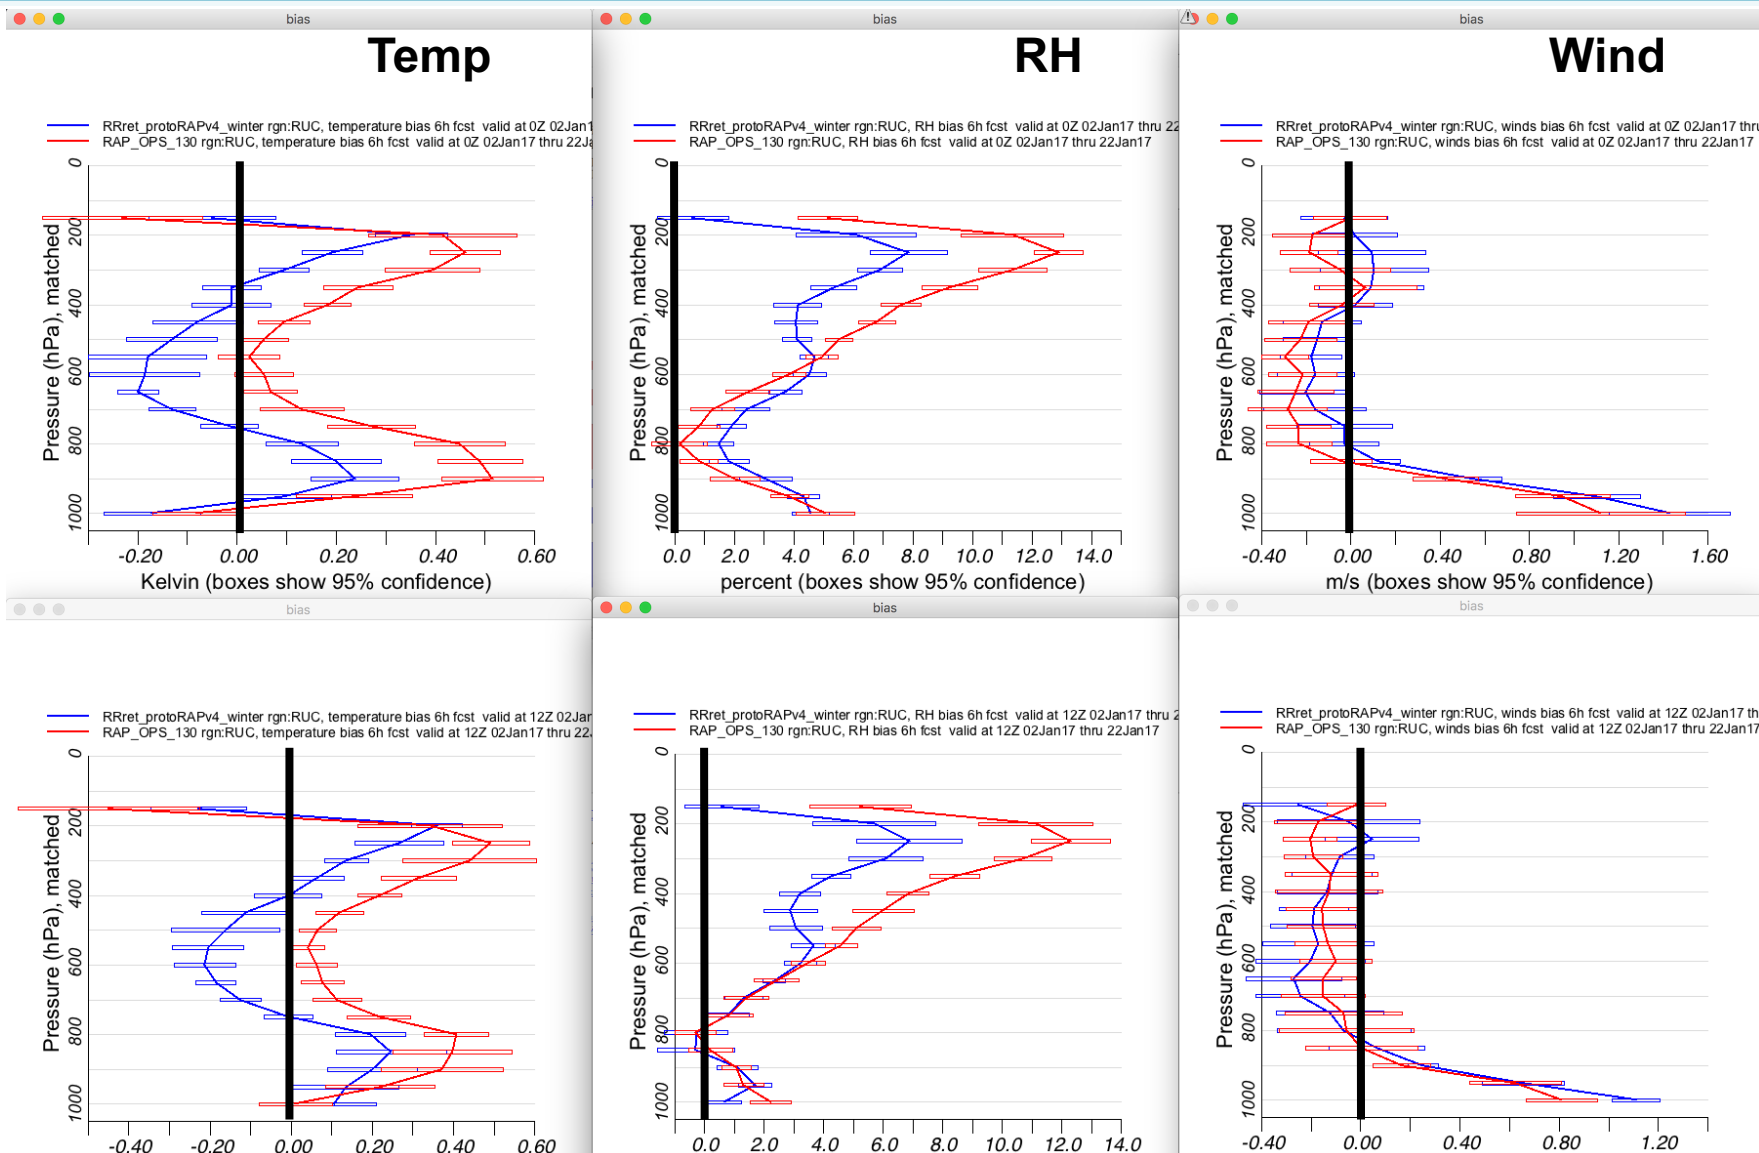 bias
bias
bias
Temp
RH
Wind
RRret_protoRAPv4_winter rgn:RUC, temperature bias 6h fcst valid at 0Z 02Jan1
RAP_OPS_130 rgn:RUC, temperature bias 6h fcst valid at 0Z 02Jan17 thru 22Ja
RRret_protoRAPv4_winter rgn:RUC, RH bias 6h fcst valid at 0Z 02Jan17 thru 22
RAP_OPS_130 rgn:RUC, RH bias 6h fcst valid at 0Z 02Jan17 thru 22Jan17
RRret_protoRAPv4_winter rgn:RUC, winds bias 6h fcst valid at 0Z 02Jan17 thru
RAP_OPS_130 rgn:RUC, winds bias 6h fcst valid at 0Z 02Jan17 thru 22Jan17
Pressure (hPa), matched
0 200 400 600 800 1000
-0.20 0.00 0.20 0.40 0.60
Kelvin (boxes show 95% confidence)
Pressure (hPa), matched
0 200 400 600 800 1000
0.0 2.0 4.0 6.0 8.0 10.0 12.0 14.0
percent (boxes show 95% confidence)
Pressure (hPa), matched
0 200 400 600 800 1000
-0.40 0.00 0.40 0.80 1.20 1.60
m/s (boxes show 95% confidence)
bias
bias
bias
RRret_protoRAPv4_winter rgn:RUC, temperature bias 6h fcst valid at 12Z 02Jan
RAP_OPS_130 rgn:RUC, temperature bias 6h fcst valid at 12Z 02Jan17 thru 22J
RRret_protoRAPv4_winter rgn:RUC, RH bias 6h fcst valid at 12Z 02Jan17 thru 2
RAP_OPS_130 rgn:RUC, RH bias 6h fcst valid at 12Z 02Jan17 thru 22Jan17
RRret_protoRAPv4_winter rgn:RUC, winds bias 6h fcst valid at 12Z 02Jan17 th
RAP_OPS_130 rgn:RUC, winds bias 6h fcst valid at 12Z 02Jan17 thru 22Jan17
Pressure (hPa), matched
0 200 400 600 800 1000
-0.40 -0.20 0.00 0.20 0.40 0.60
Pressure (hPa), matched
0 200 400 600 800 1000
0.0 2.0 4.0 6.0 8.0 10.0 12.0 14.0
Pressure (hPa), matched
0 200 400 600 800 1000
-0.40 0.00 0.40 0.80 1.20